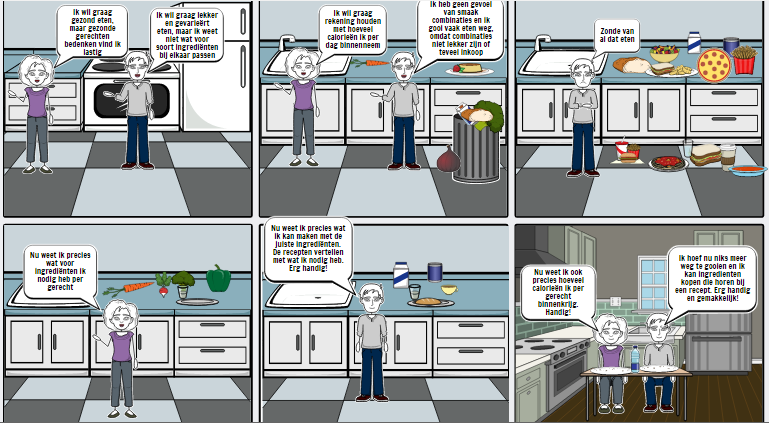 Ik wil graag
gezond eten,
maar gezonde
gerechten
bedenken vind ik
lastig
Ik wil graag lekker
en gevarieërt
eten, maar ik weet
niet wat voor
soort ingrediënten
bij elkaar passen
Ik wil graag
rekening houden
met hoeveel
calorieën ik per
dag binnenneem
Ik heb geen gevoel
van smaak
combinaties en ik
gooi vaak eten weg,
omdat combinaties
niet lekker zijn of
teveel inkoop
Zonde van
al dat eten
Nu weet ik precies
wat voor
ingrediënten ik
nodig heb per
gerecht
Nu weet ik precies wat
ik kan maken met de
juiste ingrediënten.
De recepten vertellen
met wat ik nodig heb.
Erg handig!
Nu weet ik ook
precies hoeveel
calorieën ik per
gerecht
binnenkrijg.
Handig!
Ik hoef nu niks meer
weg te gooien en ik
kan ingredienten
kopen die horen bij
een recept. Erg handig
en gemakkelijk!